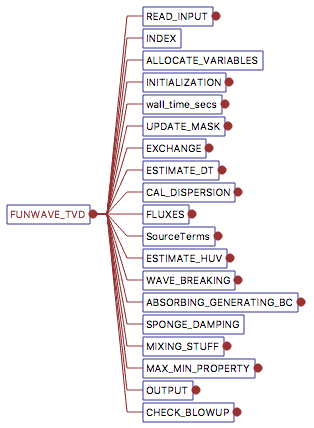 READ_INPUT
INDEX
ALLOCATE_VARIABLES
INITIALIZATION
wall_time_secs
UPDATE_MASK
EXCHANGE
ESTIMATE_DT
CAL_DISPERSION
FUNWAVE_TVD
FLUXES
SourceTerms
ESTIMATE_HUV
WAVE_BREAKING
ABSORBING_GENERATING_BC
SPONGE_DAMPING
MIXING_STUFF
MAX_MIN_PROPERTY
OUTPUT
CHECK_BLOWUP